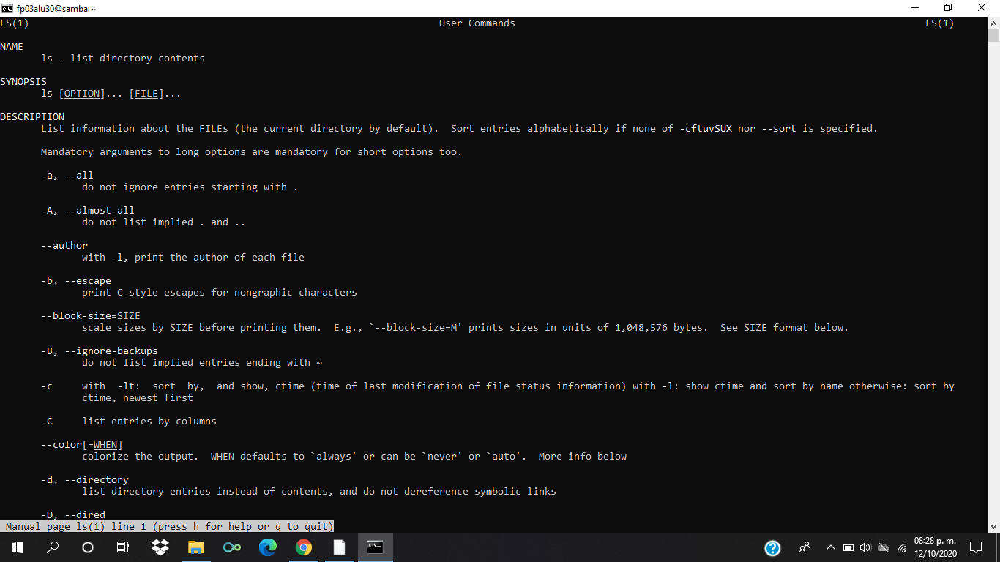 fp03alu30@samba:~
LS(1) User Commands LS(1)
NAME
ls - list directory contents
SYNOPSIS
ls [OPTION]... [FILE]...
DESCRIPTION
List information about the FILEs (the current directory by default).  Sort entries alphabetically if none of -cftuvSUX nor --sort is specified.
Mandatory arguments to long options are mandatory for short options too.
-a, --all
do not ignore entries starting with .
-A, --almost-all
do not list implied . and ..
--author
with -l, print the author of each file
-b, --escape
print C-style escapes for nongraphic characters
--block-size=SIZE
scale sizes by SIZE before printing them.  E.g., `--block-size=M' prints sizes in units of 1,048,576 bytes.  See SIZE format below.
-B, --ignore-backups
do not list implied entries ending with ~
-c     with  -lt:  sort  by,  and show, ctime (time of last modification of file status information) with -l: show ctime and sort by name otherwise: sort by
ctime, newest first
-C     list entries by columns
--color[=WHEN]
colorize the output.  WHEN defaults to `always' or can be `never' or `auto'.  More info below
-d, --directory
list directory entries instead of contents, and do not dereference symbolic links
-D, --dired
Manual page ls(1) line 1 (press h for help or q to quit)
08:28 p. m.
12/10/2020